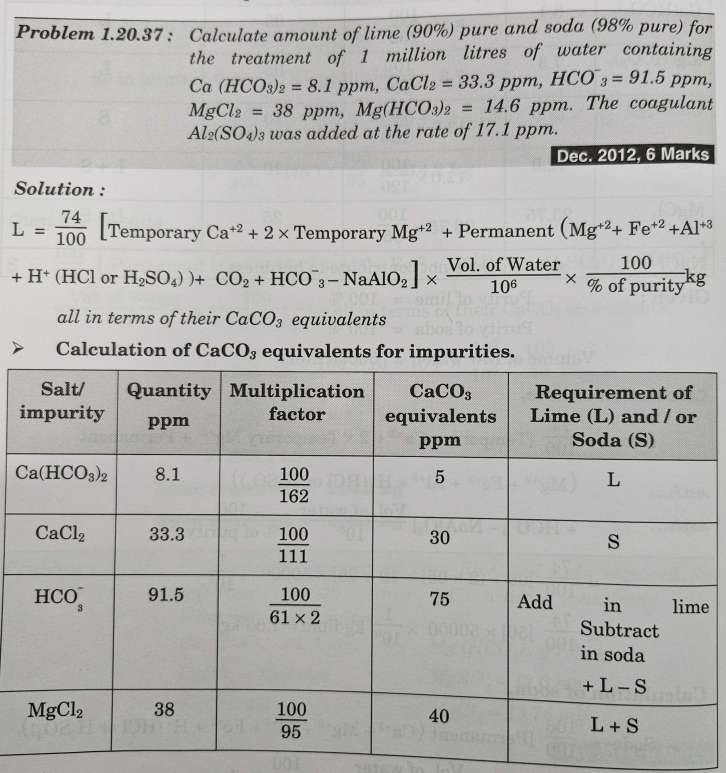 Problem 1.20.37 : Calculate amount of lime (90%) pure and soda (98% pure) for
the treatment of 1 million litres of water containing
Ca (HCO₃)₂ = 8.1 ppm, CaCl₂ = 33.3 ppm, HCO⁻₃ = 91.5 ppm,
MgCl₂ = 38 ppm, Mg(HCO₃)₂ = 14.6 ppm. The coagulant
Al₂(SO₄)₃ was added at the rate of 17.1 ppm.
Dec. 2012, 6 Marks
Solution :
L = 74/100 [Temporary Ca⁺² + 2 × Temporary Mg⁺² + Permanent (Mg⁺²+ Fe⁺² +Al⁺³
+ H⁺ (HCl or H₂SO₄) )+ CO₂ + HCO⁻₃ – NaAlO₂] × Vol. of Water/10⁶ × 100/% of purity kg
all in terms of their CaCO₃ equivalents
➤ Calculation of CaCO₃ equivalents for impurities.
Salt/ impurity | Quantity ppm | Multiplication factor | CaCO₃ equivalents ppm | Requirement of Lime (L) and / or Soda (S)
Ca(HCO₃)₂ | 8.1 | 100/162 | 5 | L
CaCl₂ | 33.3 | 100/111 | 30 | S
HCO⁻₃ | 91.5 | 100/61 × 2 | 75 | Add in lime Subtract in soda + L – S
MgCl₂ | 38 | 100/95 | 40 | L + S